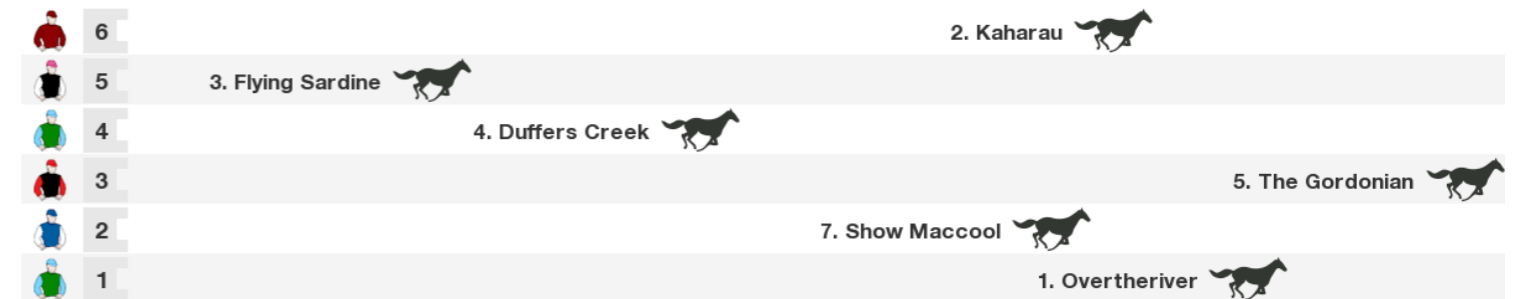 6 2. Kaharau
5 3. Flying Sardine
4 4. Duffers Creek
3 5. The Gordonian
2 7. Show Maccool
1 1. Overtheriver